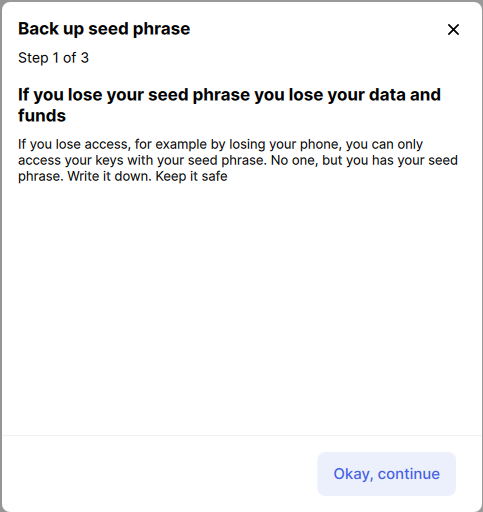 Back up seed phrase
Step 1 of 3
If you lose your seed phrase you lose your data and
funds
If you lose access, for example by losing your phone, you can only
access your keys with your seed phrase. No one, but you has your seed
phrase. Write it down. Keep it safe
Okay, continue